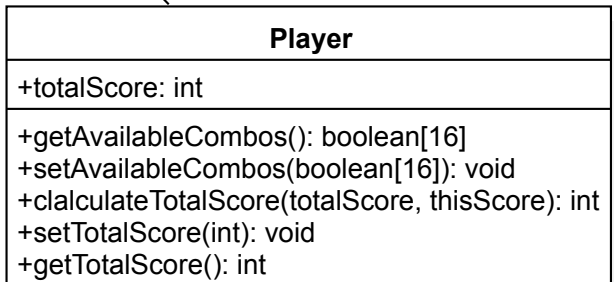 Player
+totalScore: int
+getAvailableCombos(): boolean[16]
+setAvailableCombos(boolean[16]): void
+clalculateTotalScore(totalScore, thisScore): int
+setTotalScore(int): void
+getTotalScore(): int